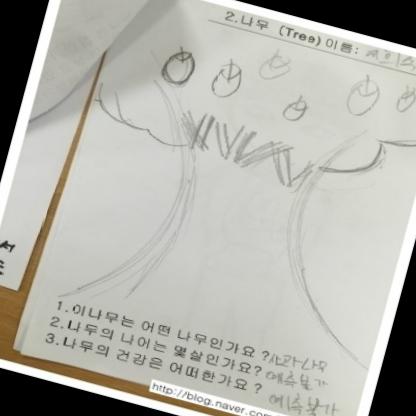 2.나무 (Tree) 이름:
1.이나무는 어떤 나무인가요? 사과나무
2.나무의 나이는 몇살인가요? 예측불가
3.나무의 건강은 어떠한가요? 예측불가
http://blog.naver.com